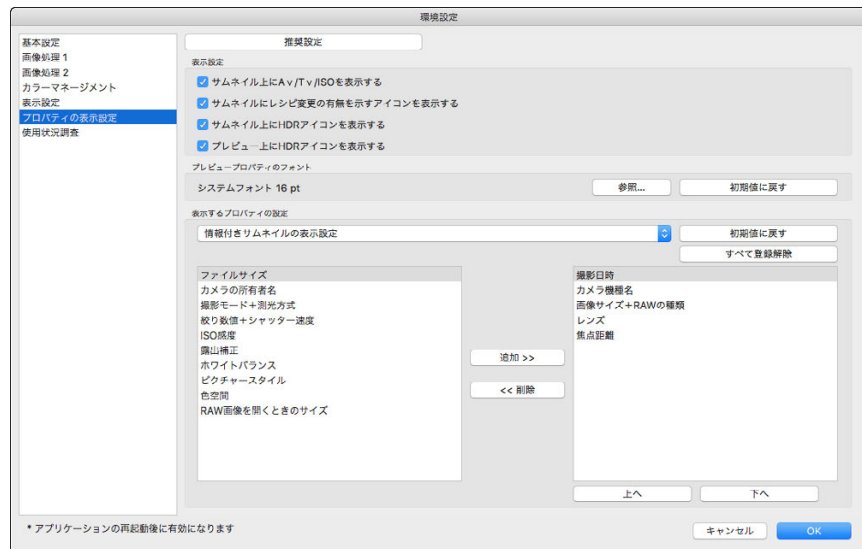 環境設定
基本設定
画像処理 1
画像処理 2
カラーマネージメント
表示設定
プロパティの表示設定
使用状況調査
推奨設定
表示設定
サムネイル上にAv/Tv/ISOを表示する
サムネイルにレシピ変更の有無を示すアイコンを表示する
サムネイル上にHDRアイコンを表示する
プレビュー上にHDRアイコンを表示する
プレビュープロパティのフォント
システムフォント 16 pt
参照...
初期値に戻す
表示するプロパティの設定
情報付きサムネイルの表示設定
初期値に戻す
すべて登録解除
ファイルサイズ
カメラの所有者名
撮影モード+測光方式
絞り数値+シャッター速度
ISO感度
露出補正
ホワイトバランス
ピクチャースタイル
色空間
RAW画像を開くときのサイズ
追加 >>
<< 削除
撮影日時
カメラ機種名
画像サイズ+RAWの種類
レンズ
焦点距離
上へ
下へ
* アプリケーションの再起動後に有効になります
キャンセル
OK